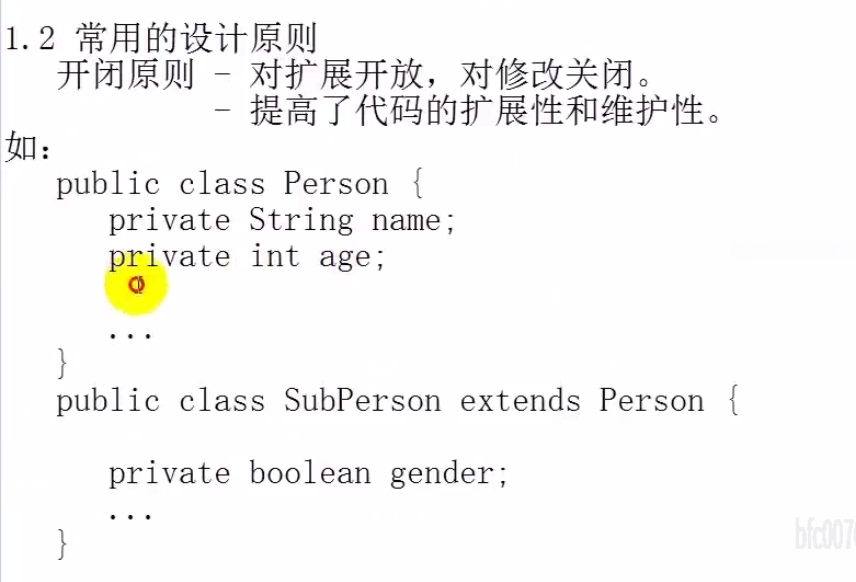 1.2 常用的设计原则
开闭原则 - 对扩展开放，对修改关闭。
- 提高了代码的扩展性和维护性。
如：
public class Person {
private String name;
private int age;
...
}
public class SubPerson extends Person {
private boolean gender;
...
}